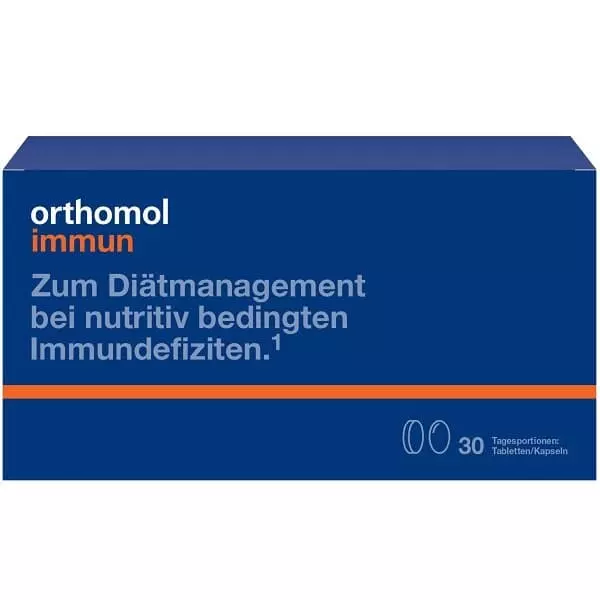 orthomol
immun
Zum Diätmanagement
bei nutritiv bedingten
Immundefiziten.¹
30 Tagesportionen:
Tabletten/Kapseln